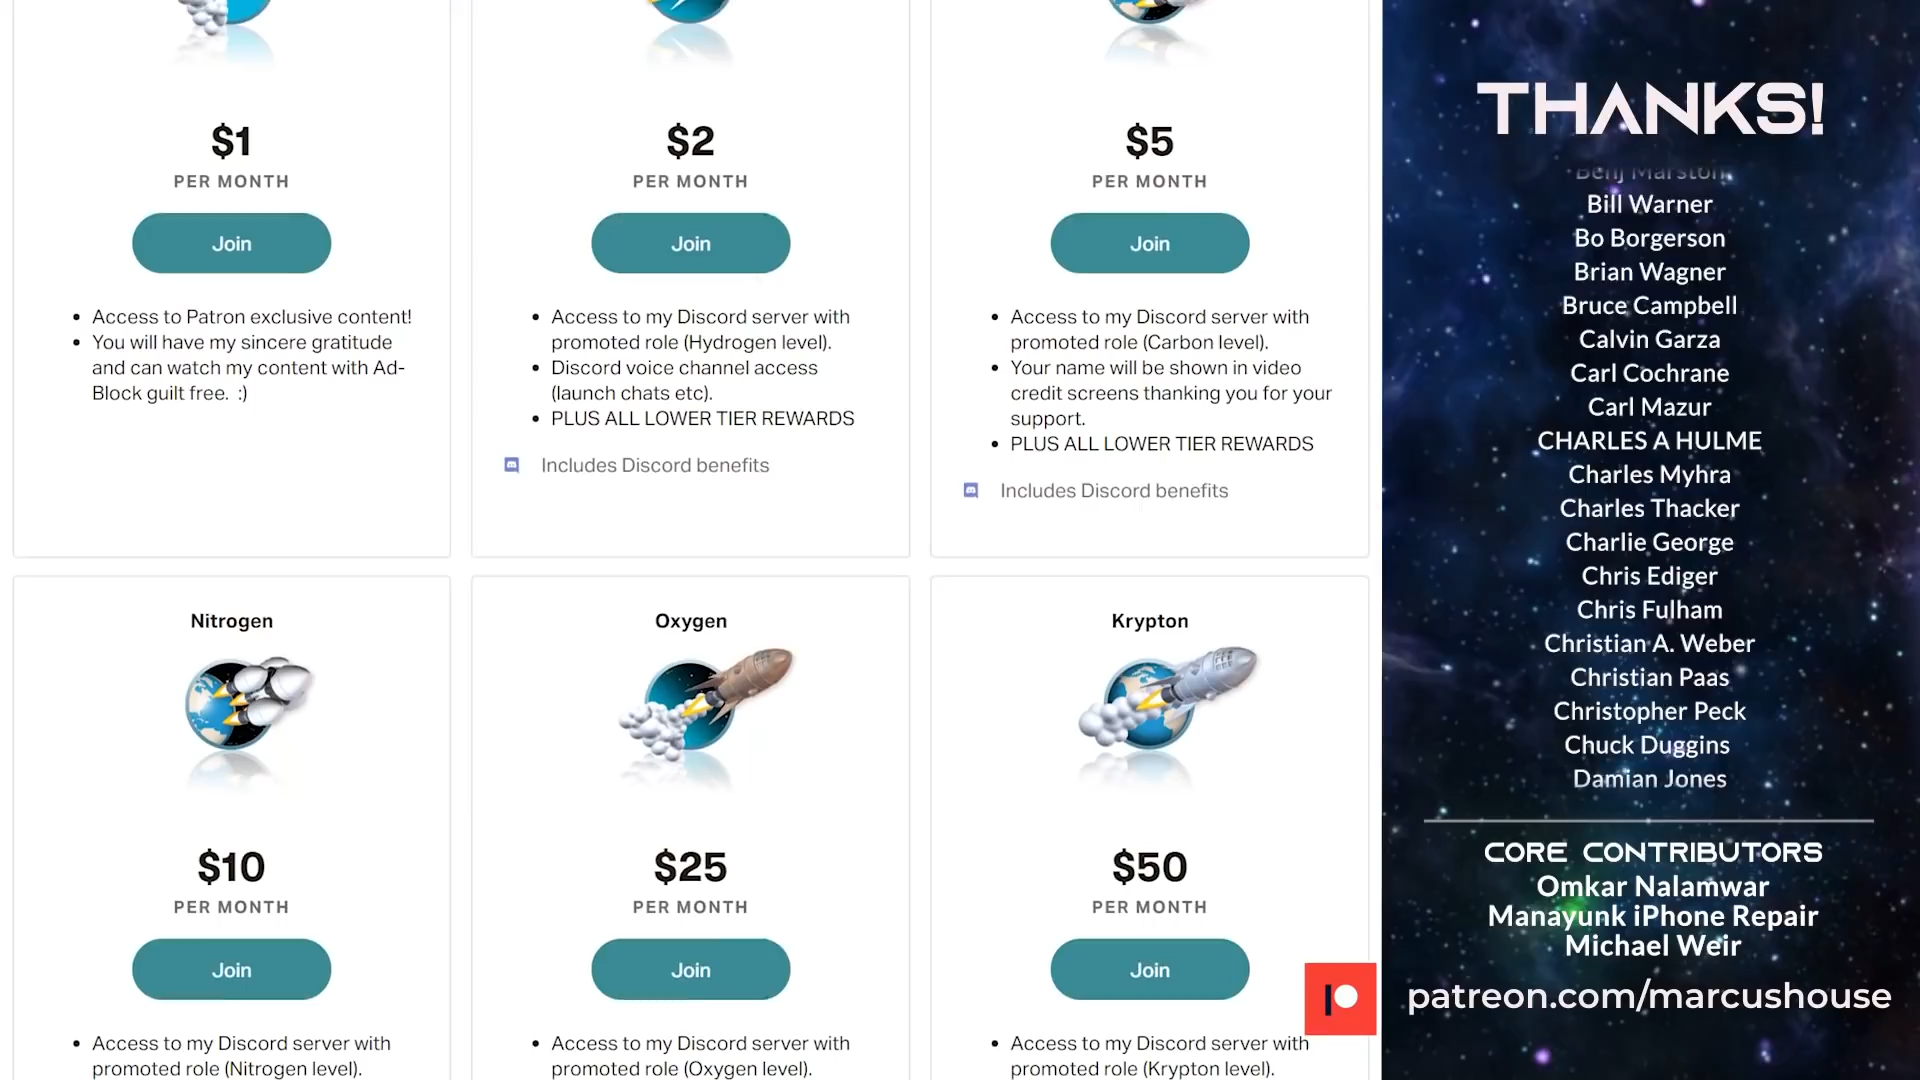 $1
PER MONTH
Join
Access to Patron exclusive content!
You will have my sincere gratitude
and can watch my content with Ad-
Block guilt free. :)
$2
PER MONTH
Join
Access to my Discord server with
promoted role (Hydrogen level).
Discord voice channel access
(launch chats etc).
PLUS ALL LOWER TIER REWARDS
Includes Discord benefits
$5
PER MONTH
Join
Access to my Discord server with
promoted role (Carbon level).
Your name will be shown in video
credit screens thanking you for your
support.
PLUS ALL LOWER TIER REWARDS
Includes Discord benefits
Nitrogen
$10
PER MONTH
Join
Access to my Discord server with
promoted role (Nitrogen level).
Oxygen
$25
PER MONTH
Join
Access to my Discord server with
promoted role (Oxygen level).
Krypton
$50
PER MONTH
Join
Access to my Discord server with
promoted role (Krypton level).
THANKS!
Benj Marston
Bill Warner
Bo Borgerson
Brian Wagner
Bruce Campbell
Calvin Garza
Carl Cochrane
Carl Mazur
CHARLES A HULME
Charles Myhra
Charles Thacker
Charlie George
Chris Ediger
Chris Fulham
Christian A. Weber
Christian Paas
Christopher Peck
Chuck Duggins
Damian Jones
CORE CONTRIBUTORS
Omkar Nalamwar
Manayunk iPhone Repair
Michael Weir
patreon.com/marcushouse